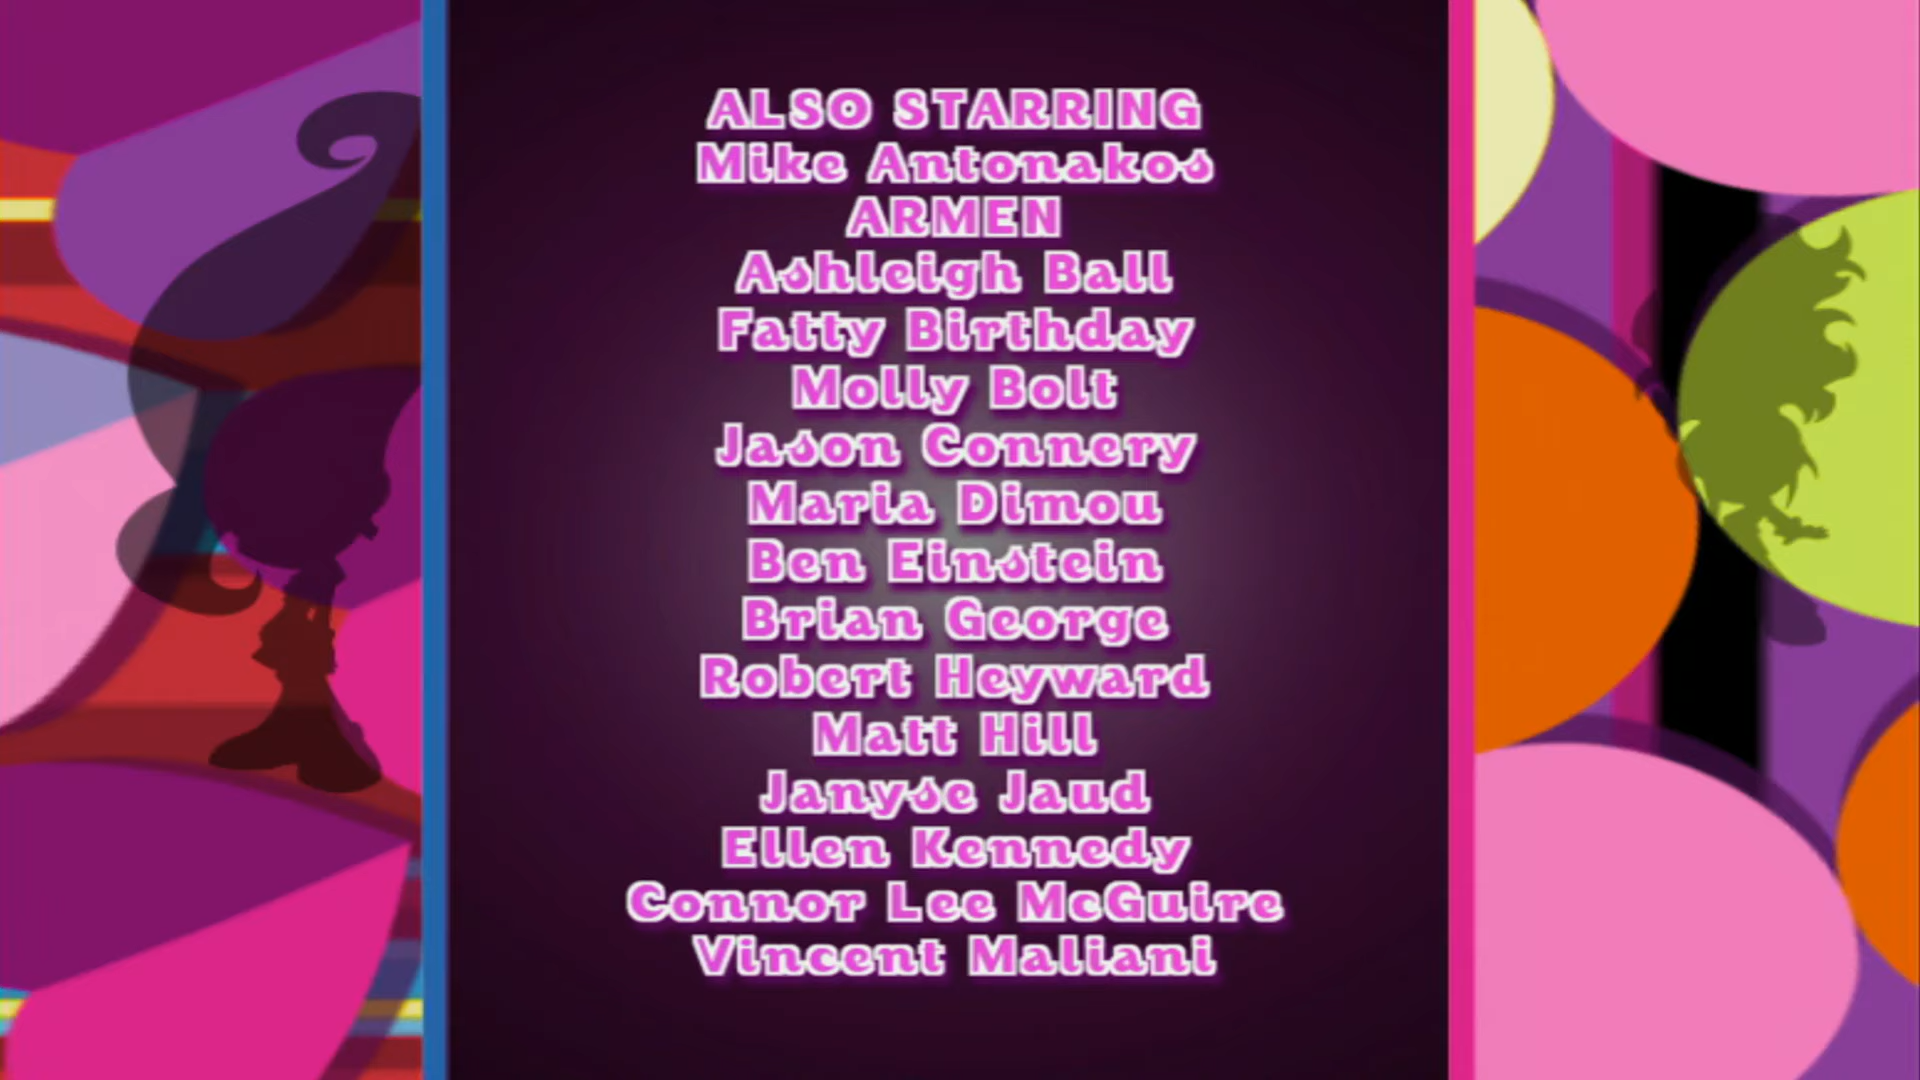 ALSO STARRING
Mike Antonakos
ARMEN
Ashleigh Ball
Fatty Birthday
Molly Bolt
Jason Connery
Maria Dimou
Ben Einstein
Brian George
Robert Heyward
Matt Hill
Janyse Jaud
Ellen Kennedy
Connor Lee McGuire
Vincent Maliani